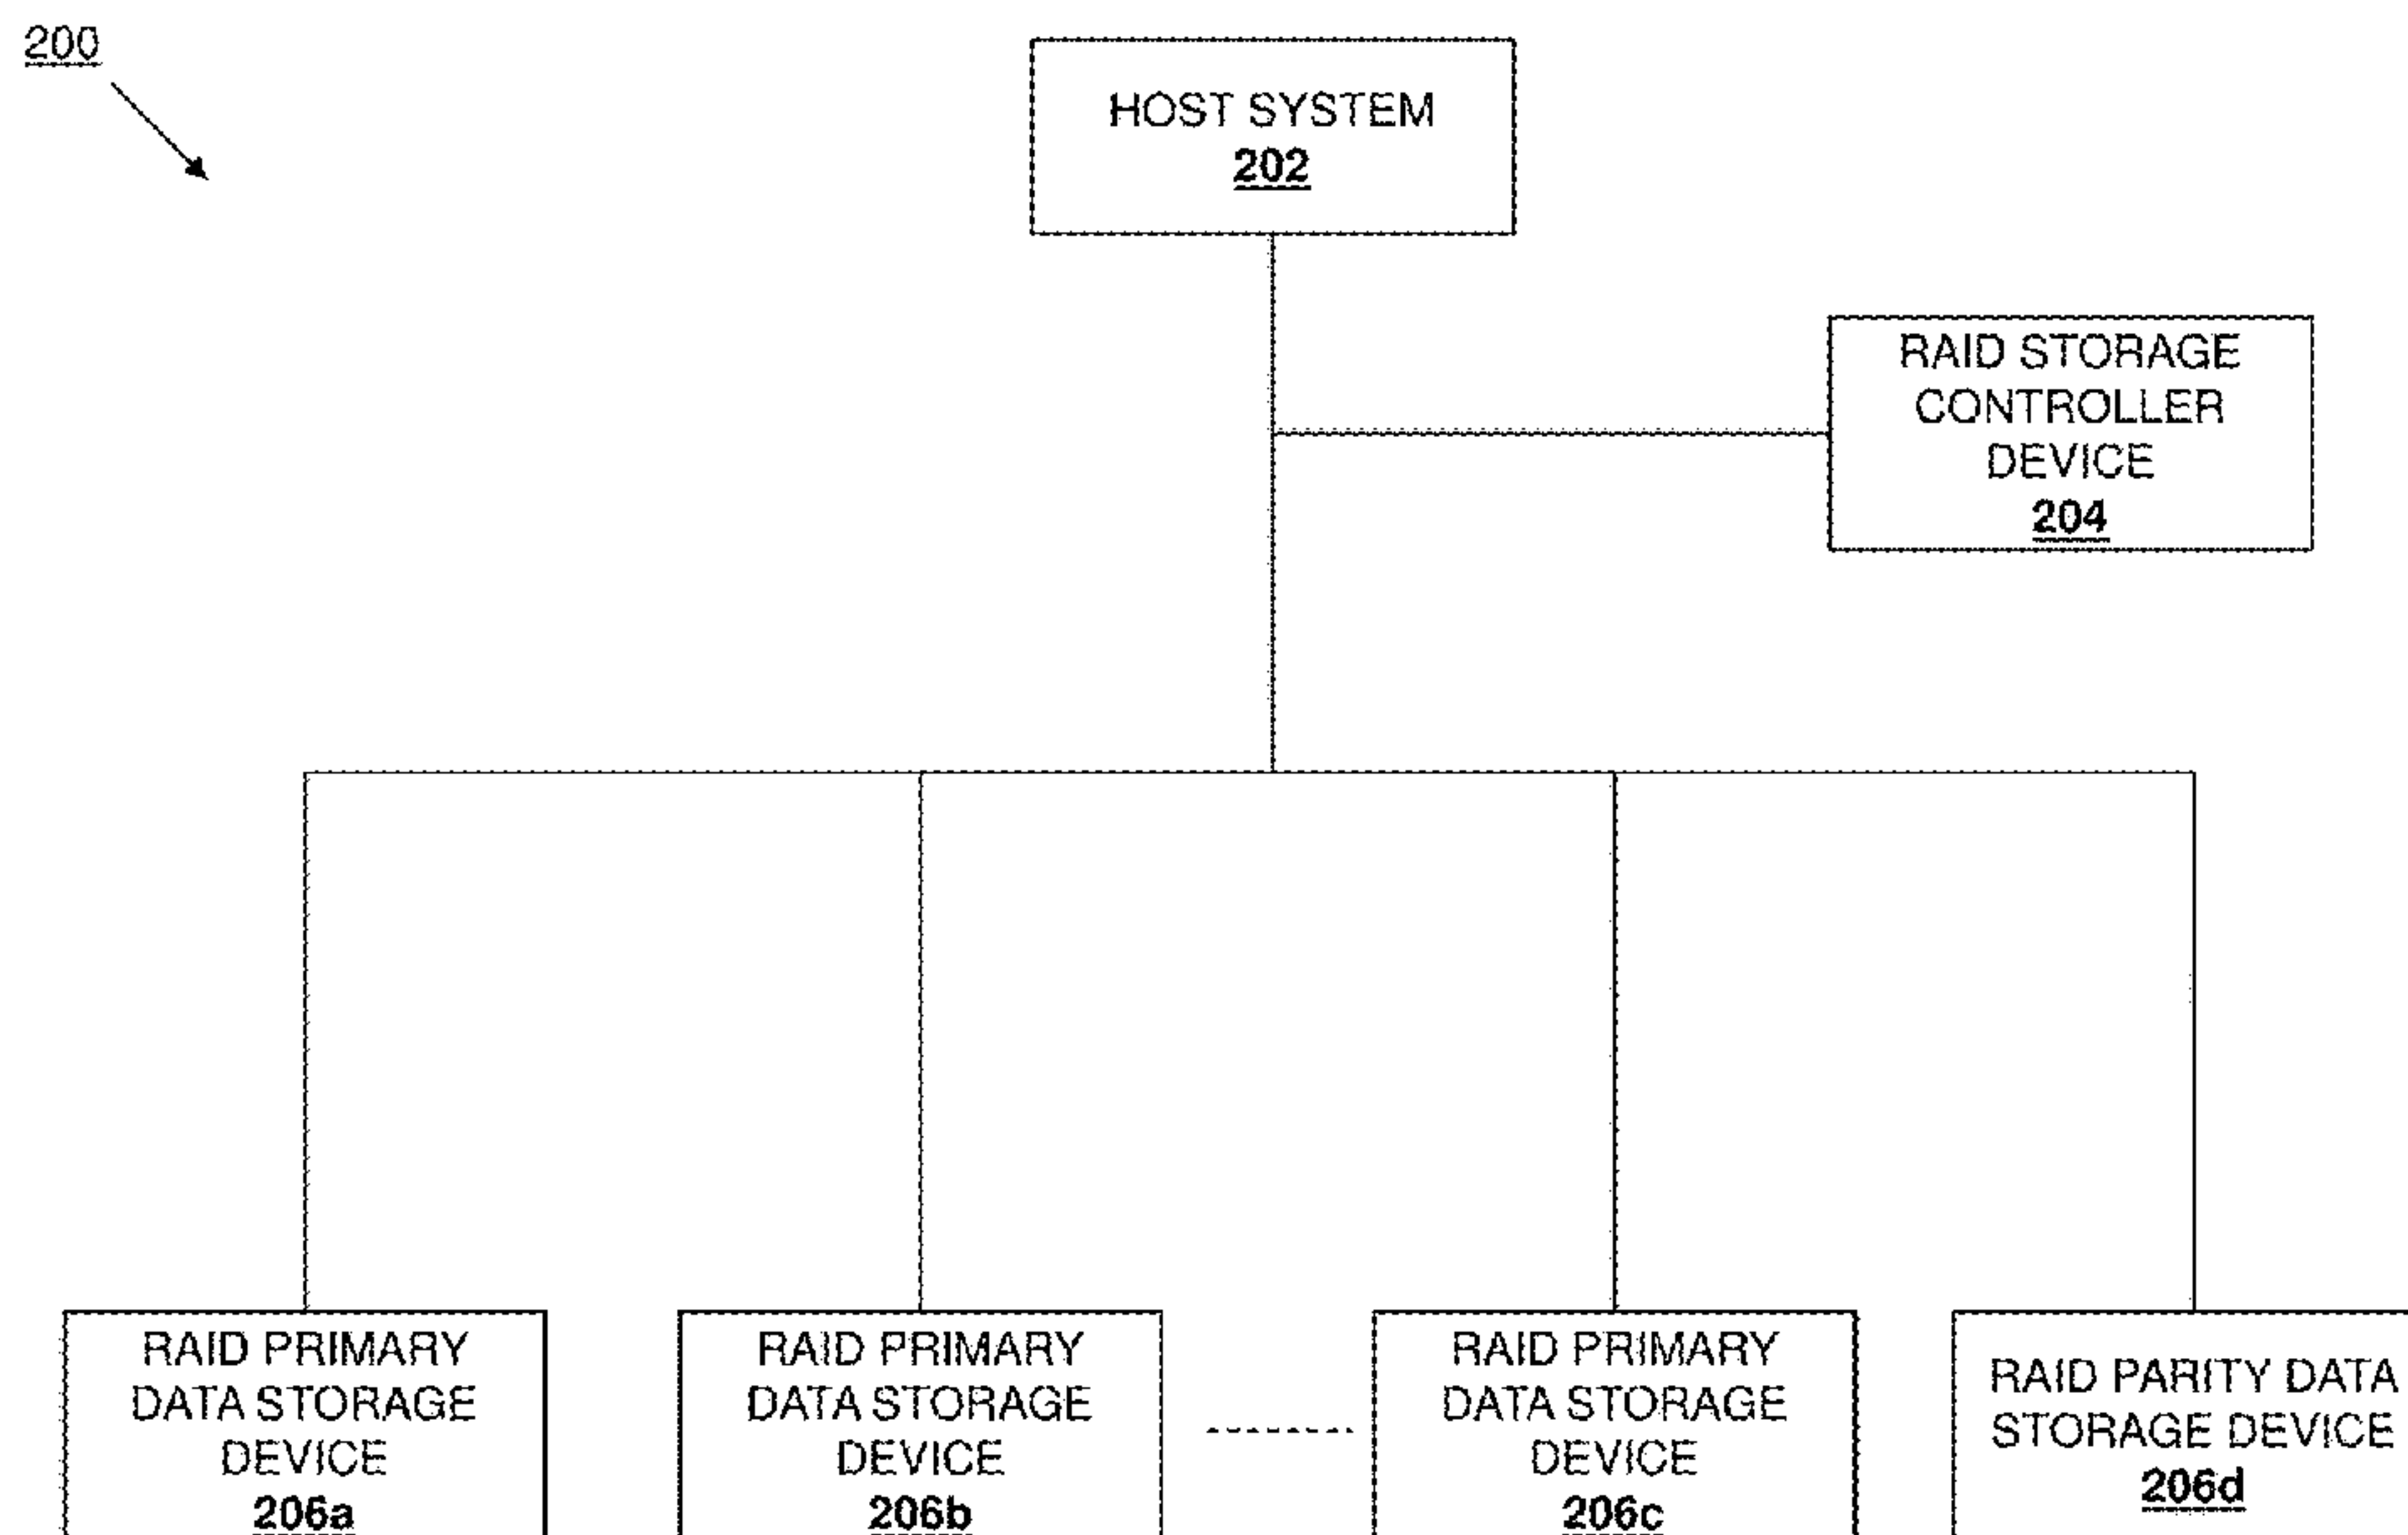 200
HOST SYSTEM
202
RAID STORAGE
CONTROLLER
DEVICE
204
RAID PRIMARY
DATA STORAGE
DEVICE
206a
RAID PRIMARY
DATA STORAGE
DEVICE
206b
RAID PRIMARY
DATA STORAGE
DEVICE
206c
RAID PARITY DATA
STORAGE DEVICE
206d